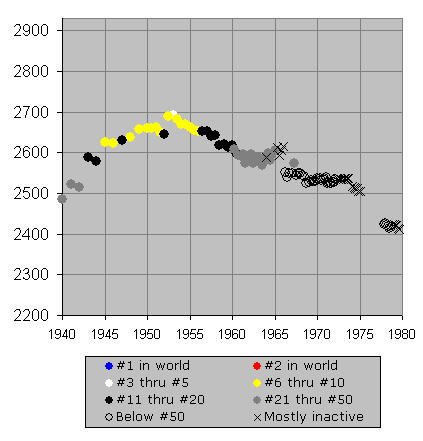 2900
2800
2700
2600
2500
2400
2300
2200
1940 1945 1950 1955 1960 1965 1970 1975 1980
#1 in world #2 in world
#3 thru #5 #6 thru #10
#11 thru #20 #21 thru #50
Below #50 Mostly inactive